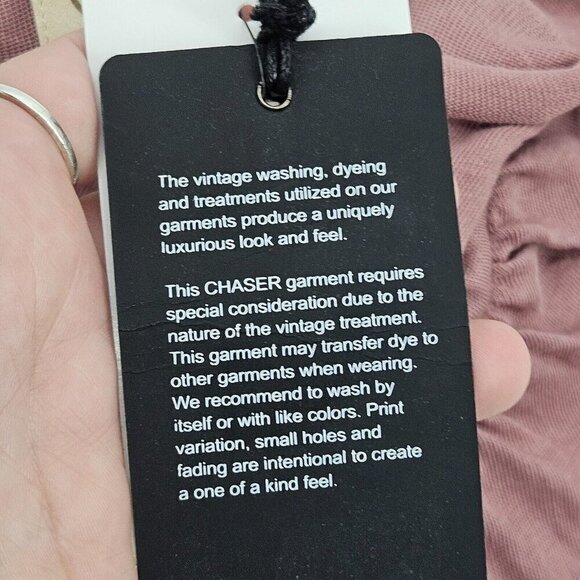 The vintage washing, dyeing
and treatments utilized on our
garments produce a uniquely
luxurious look and feel.
This CHASER garment requires
special consideration due to the
nature of the vintage treatment.
This garment may transfer dye to
other garments when wearing.
We recommend to wash by
itself or with like colors. Print
variation, small holes and
fading are intentional to create
a one of a kind feel.